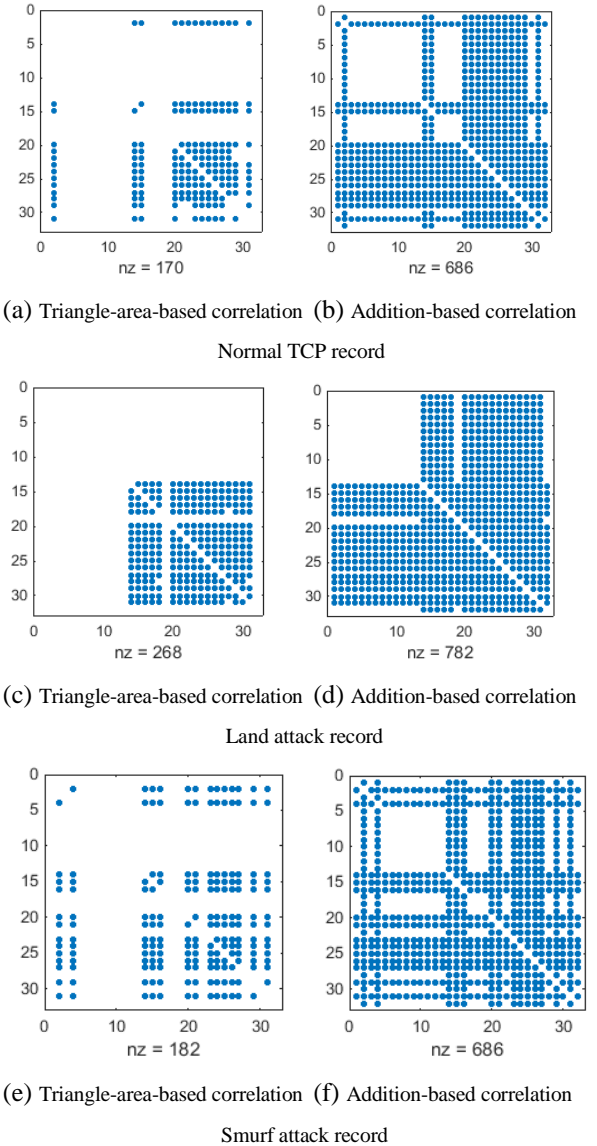 0
5
10
15
20
25
30
0 10 20 30
nz = 170
0
5
10
15
20
25
30
0 10 20 30
nz = 686
(a) Triangle-area-based correlation (b) Addition-based correlation
Normal TCP record
0
5
10
15
20
25
30
0 10 20 30
nz = 268
0
5
10
15
20
25
30
0 10 20 30
nz = 782
(c) Triangle-area-based correlation (d) Addition-based correlation
Land attack record
0
5
10
15
20
25
30
0 10 20 30
nz = 182
0
5
10
15
20
25
30
0 10 20 30
nz = 686
(e) Triangle-area-based correlation (f) Addition-based correlation
Smurf attack record